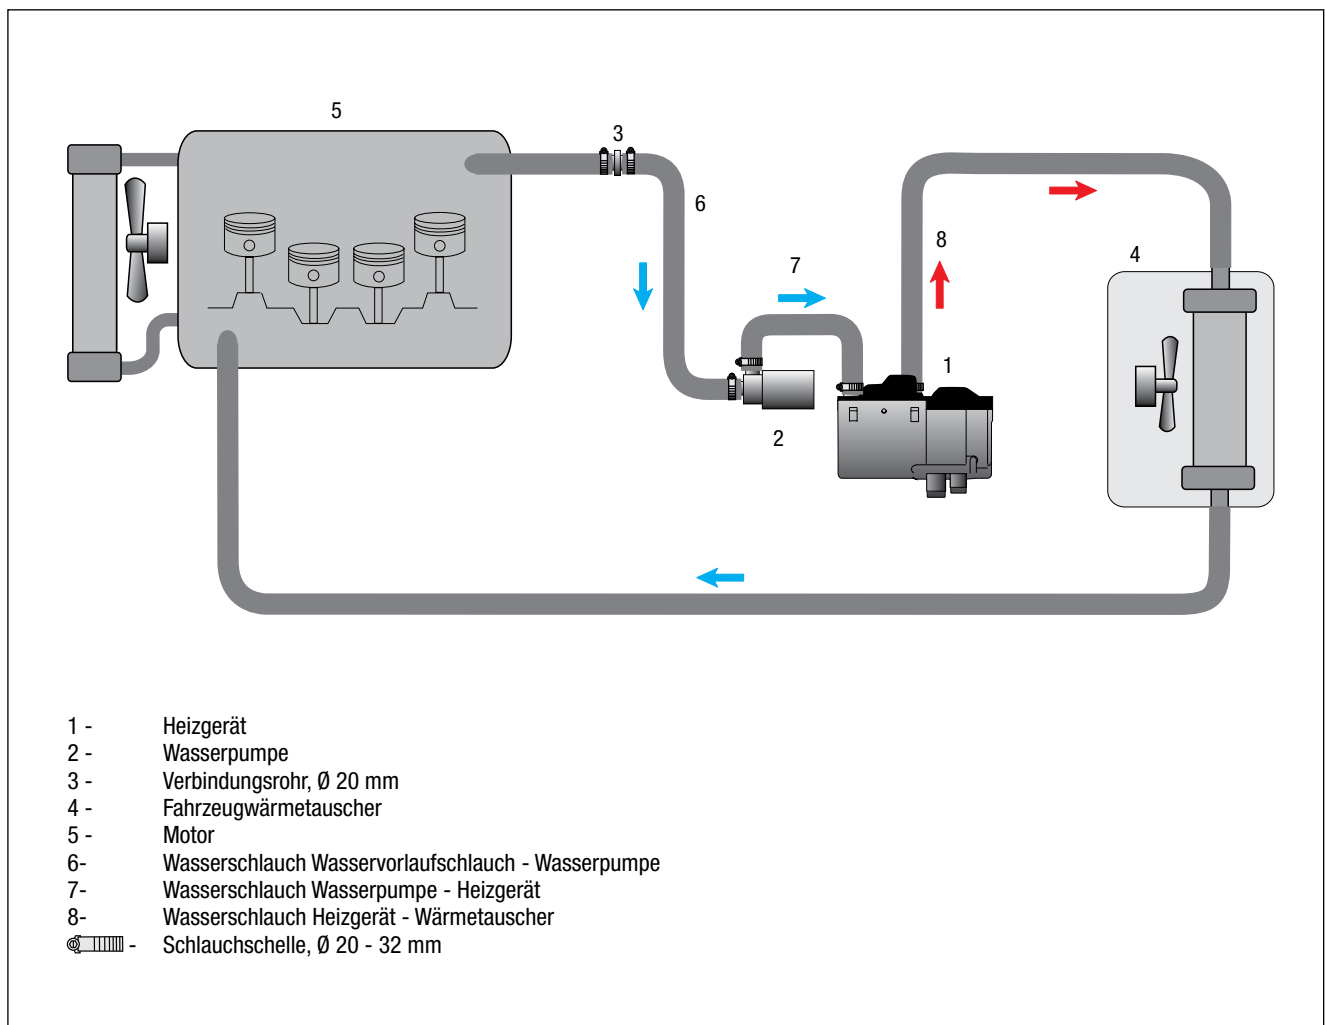 5
3
6
8
4
7
1
2
1 - Heizgerät
2 - Wasserpumpe
3 - Verbindungsrohr, Ø 20 mm
4 - Fahrzeugwärmetauscher
5 - Motor
6- Wasserschlauch Wasservorlaufschlauch - Wasserpumpe
7- Wasserschlauch Wasserpumpe - Heizgerät
8- Wasserschlauch Heizgerät - Wärmetauscher
- Schlauchschelle, Ø 20 - 32 mm